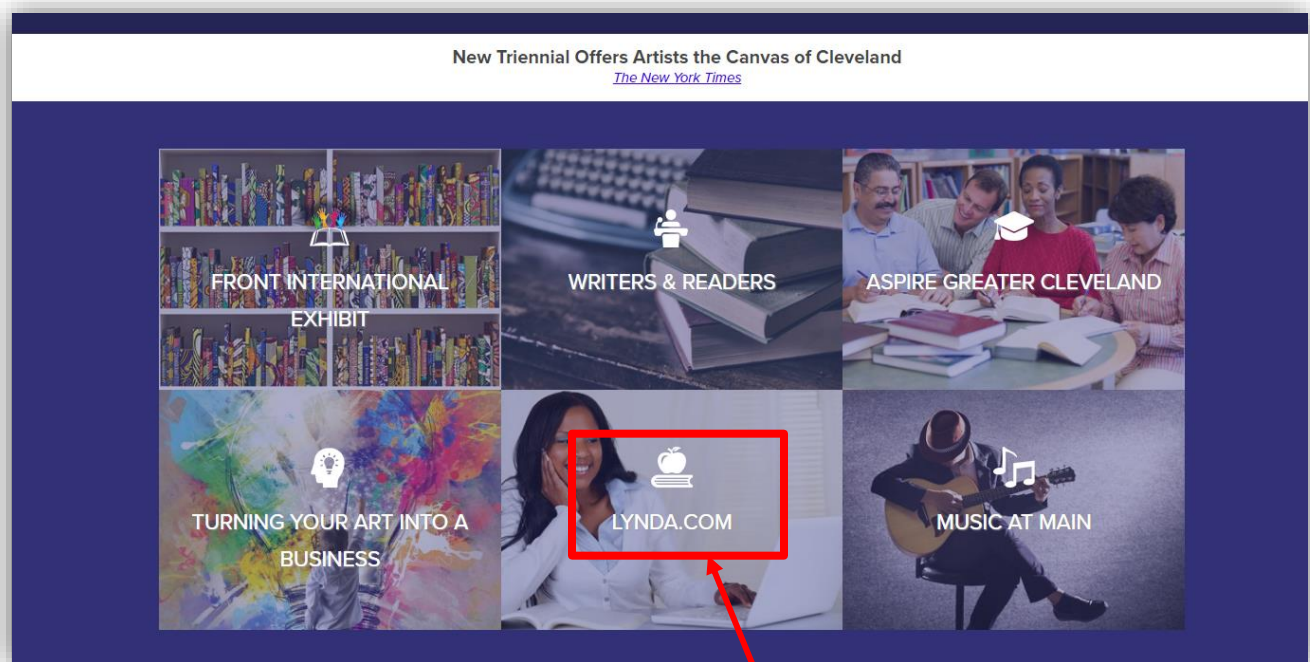 New Triennial Offers Artists the Canvas of Cleveland
The New York Times
FRONT INTERNATIONAL
EXHIBIT
WRITERS & READERS
ASPIRE GREATER CLEVELAND
TURNING YOUR ART INTO A
BUSINESS
LYNDA.COM
MUSIC AT MAIN